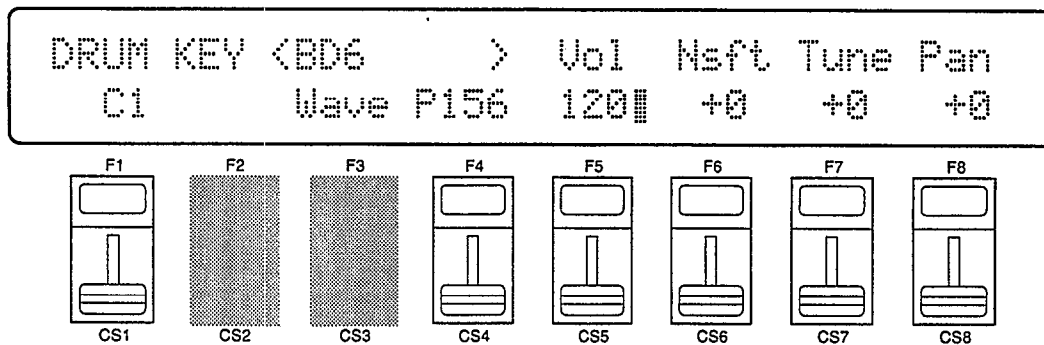 DRUM KEY <BD6 > Vol Nsft Tune Pan
C1 Wave P156 120 +0 +0 +0
F1 F2 F3 F4 F5 F6 F7 F8
CS1 CS2 CS3 CS4 CS5 CS6 CS7 CS8